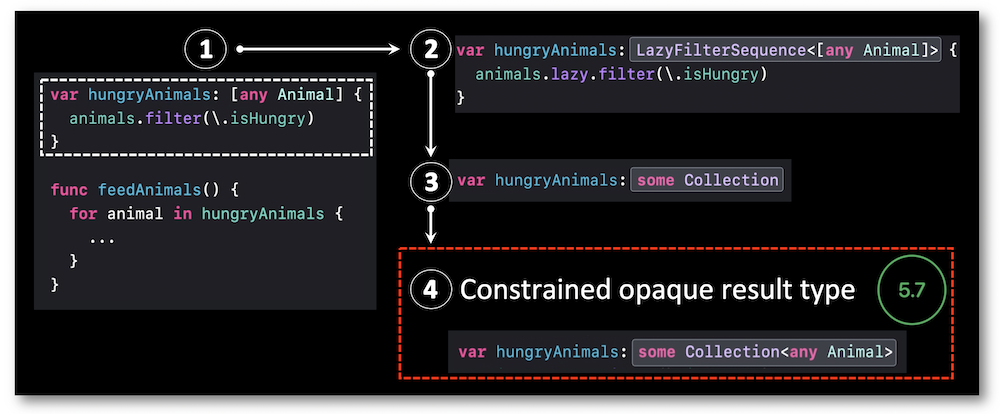 1
var hungryAnimals: [any Animal] {
animals.filter(\.isHungry)
}
func feedAnimals() {
for animal in hungryAnimals {
...
}
}
2
var hungryAnimals: LazyFilterSequence<[any Animal]> {
animals.lazy.filter(\.isHungry)
}
3
var hungryAnimals: some Collection
4
Constrained opaque result type
5.7
var hungryAnimals: some Collection<any Animal>